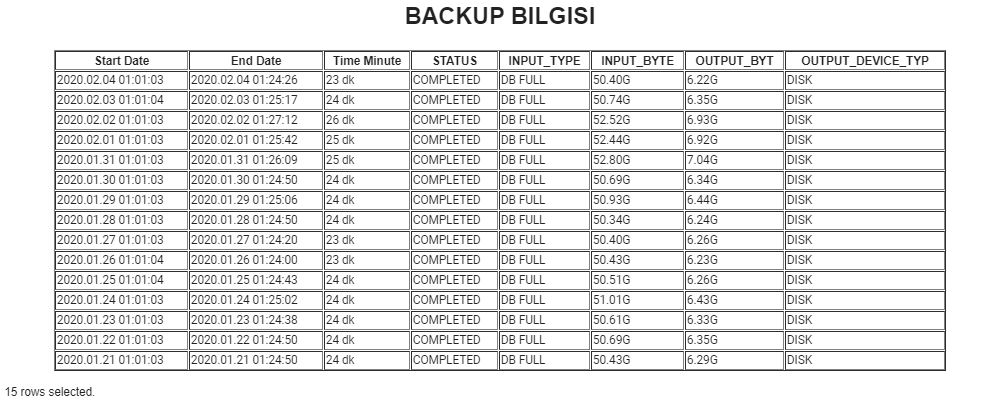 BACKUP BILGISI
Start Date End Date Time Minute STATUS INPUT_TYPE INPUT_BYTE OUTPUT_BYT OUTPUT_DEVICE_TYP
2020.02.04 01:01:03 2020.02.04 01:24:26 23 dk COMPLETED DB FULL 50.40G 6.22G DISK
2020.02.03 01:01:04 2020.02.03 01:25:17 24 dk COMPLETED DB FULL 50.74G 6.35G DISK
2020.02.02 01:01:03 2020.02.02 01:27:12 26 dk COMPLETED DB FULL 52.52G 6.93G DISK
2020.02.01 01:01:03 2020.02.01 01:25:42 25 dk COMPLETED DB FULL 52.44G 6.92G DISK
2020.01.31 01:01:03 2020.01.31 01:26:09 25 dk COMPLETED DB FULL 52.80G 7.04G DISK
2020.01.30 01:01:03 2020.01.30 01:24:50 24 dk COMPLETED DB FULL 50.69G 6.34G DISK
2020.01.29 01:01:03 2020.01.29 01:25:06 24 dk COMPLETED DB FULL 50.93G 6.44G DISK
2020.01.28 01:01:03 2020.01.28 01:24:50 24 dk COMPLETED DB FULL 50.34G 6.24G DISK
2020.01.27 01:01:03 2020.01.27 01:24:20 23 dk COMPLETED DB FULL 50.40G 6.26G DISK
2020.01.26 01:01:04 2020.01.26 01:24:00 23 dk COMPLETED DB FULL 50.43G 6.23G DISK
2020.01.25 01:01:04 2020.01.25 01:24:43 24 dk COMPLETED DB FULL 50.51G 6.26G DISK
2020.01.24 01:01:03 2020.01.24 01:25:02 24 dk COMPLETED DB FULL 51.01G 6.43G DISK
2020.01.23 01:01:03 2020.01.23 01:24:38 24 dk COMPLETED DB FULL 50.61G 6.33G DISK
2020.01.22 01:01:03 2020.01.22 01:24:50 24 dk COMPLETED DB FULL 50.69G 6.35G DISK
2020.01.21 01:01:03 2020.01.21 01:24:50 24 dk COMPLETED DB FULL 50.43G 6.29G DISK
15 rows selected.